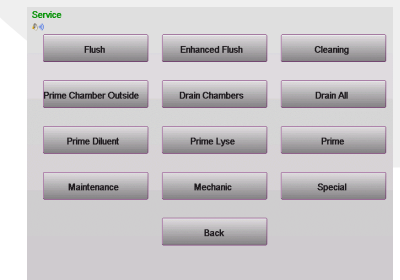 Service
Flush Enhanced Flush Cleaning
Prime Chamber Outside Drain Chambers Drain All
Prime Diluent Prime Lyse Prime
Maintenance Mechanic Special
Back